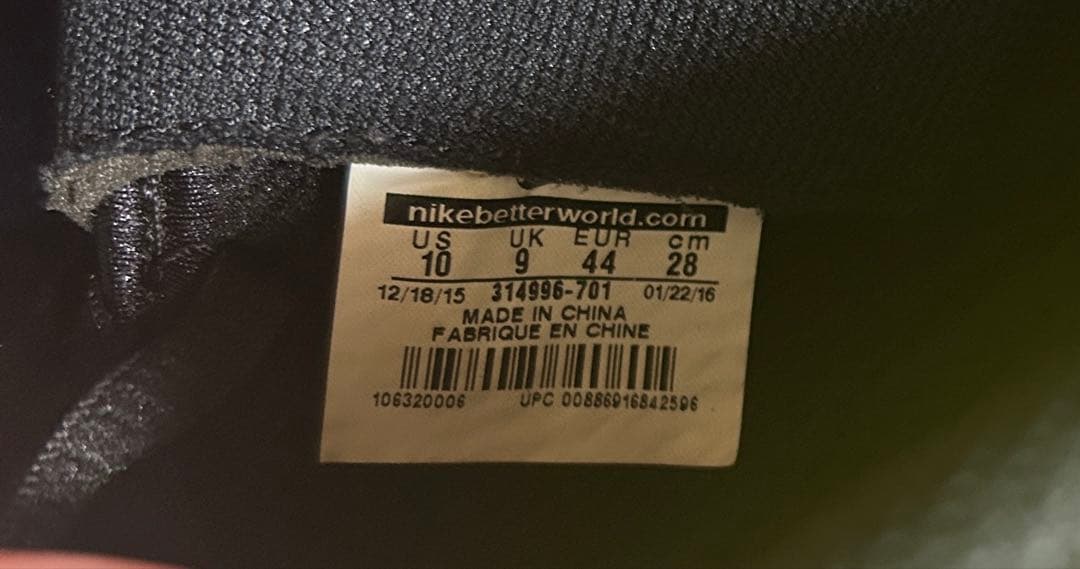 nikebetterworld.com
US UK EUR cm
10 9 44 28
12/18/15 314996-701 01/22/16
MADE IN CHINA
FABRIQUE EN CHINE
106320006 UPC 00886916842596